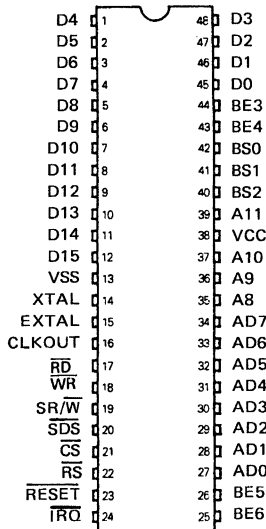 D4 1 48 D3
D5 2 47 D2
D6 3 46 D1
D7 4 45 D0
D8 5 44 BE3
D9 6 43 BE4
D10 7 42 BS0
D11 8 41 BS1
D12 9 40 BS2
D13 10 39 A11
D14 11 38 VCC
D15 12 37 A10
VSS 13 36 A9
XTAL 14 35 A8
EXTAL 15 34 AD7
CLKOUT 16 33 AD6
RD 17 32 AD5
WR 18 31 AD4
SR/W 19 30 AD3
SDS 20 29 AD2
CS 21 28 AD1
RS 22 27 AD0
RESET 23 26 BE5
IRQ 24 25 BE6